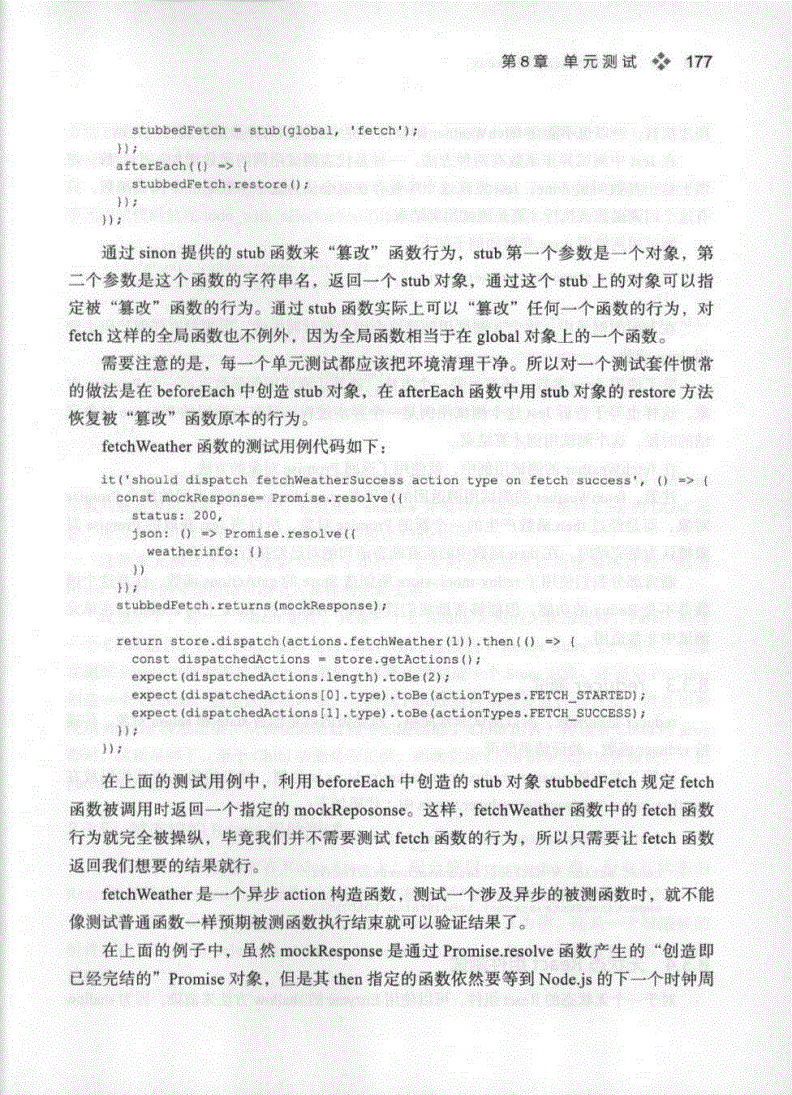 第8章 单元测试 ❖ 177
stubbedFetch = stub(global, 'fetch');
});
afterEach(() => {
stubbedFetch.restore();
});
});
通过 sinon 提供的 stub 函数来“篡改”函数行为，stub 第一个参数是一个对象，第
二个参数是这个函数的字符串名，返回一个 stub 对象，通过这个 stub 上的对象可以指
定被“篡改”函数的行为。通过 stub 函数实际上可以“篡改”任何一个函数的行为，对
fetch 这样的全局函数也不例外，因为全局函数相当于在 global 对象上的一个函数。
需要注意的是，每一个单元测试都应该把环境清理干净。所以对一个测试套件惯常
的做法是在 beforeEach 中创造 stub 对象，在 afterEach 函数中用 stub 对象的 restore 方法
恢复被“篡改”函数原本的行为。
fetchWeather 函数的测试用例代码如下：
it('should dispatch fetchWeatherSuccess action type on fetch success', () => {
const mockResponse= Promise.resolve({
status: 200,
json: () => Promise.resolve({
weatherinfo: {}
})
});
stubbedFetch.returns(mockResponse);
return store.dispatch(actions.fetchWeather(1)).then(() => {
const dispatchedActions = store.getActions();
expect(dispatchedActions.length).toBe(2);
expect(dispatchedActions[0].type).toBe(actionTypes.FETCH_STARTED);
expect(dispatchedActions[1].type).toBe(actionTypes.FETCH_SUCCESS);
});
});
在上面的测试用例中，利用 beforeEach 中创造的 stub 对象 stubbedFetch 规定 fetch
函数被调用时返回一个指定的 mockReposonse。这样，fetchWeather 函数中的 fetch 函数
行为就完全被操纵，毕竟我们并不需要测试 fetch 函数的行为，所以只需要让 fetch 函数
返回我们想要的结果就行。
fetchWeather 是一个异步 action 构造函数，测试一个涉及异步的被测函数时，就不能
像测试普通函数一样预期被测函数执行结束就可以验证结果了。
在上面的例子中，虽然 mockResponse 是通过 Promise.resolve 函数产生的“创造即
已经完结的”Promise 对象，但是其 then 指定的函数依然要等到 Node.js 的下一个时钟周